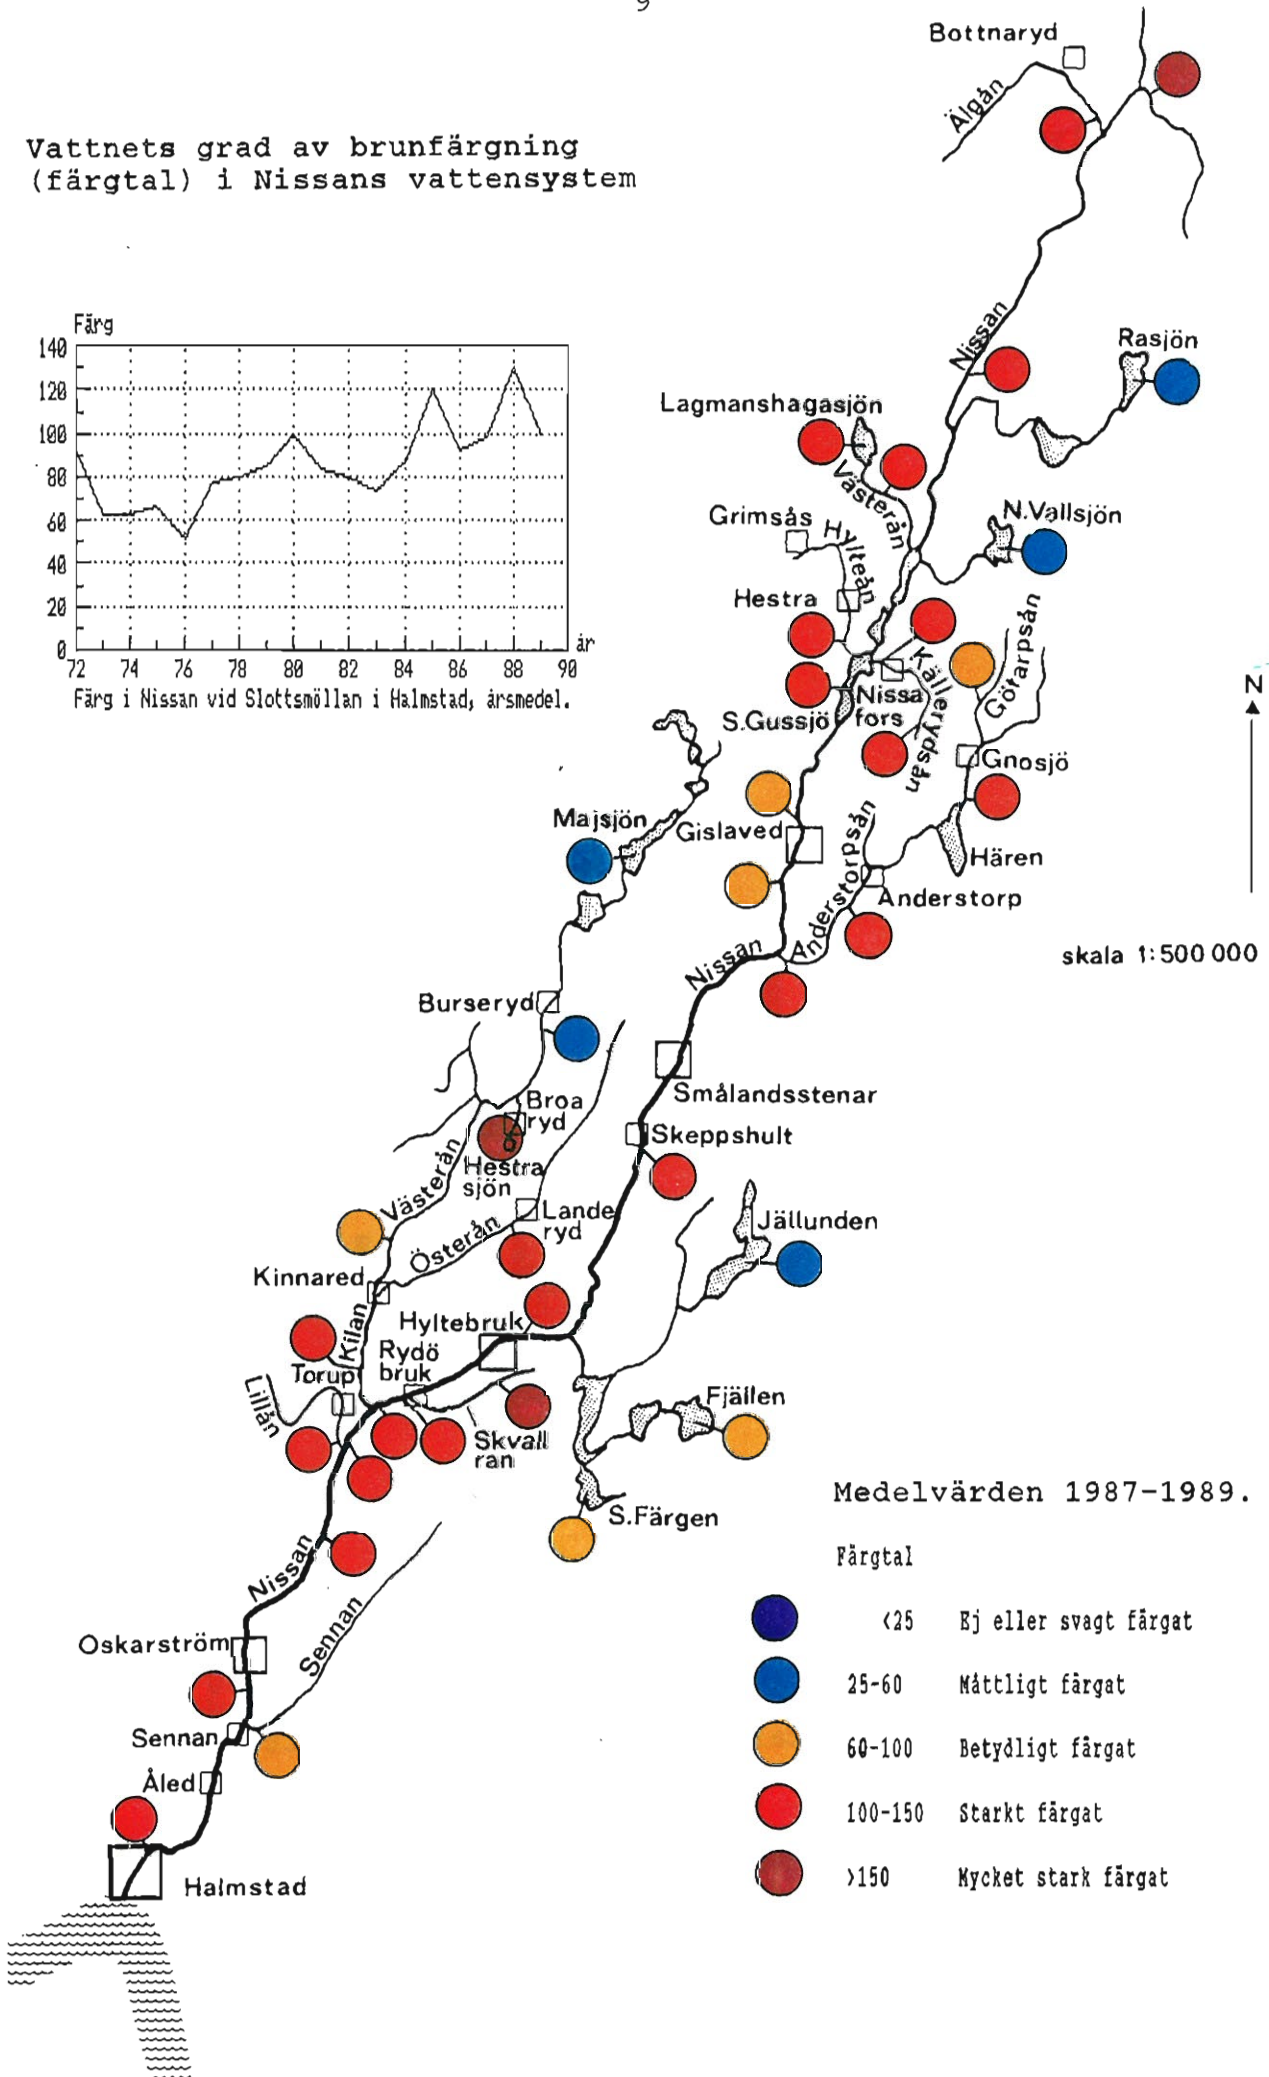 9
Vattnets grad av brunfärgning
(färgtal) i Nissans vattensystem
Färg
140
120
100
80
60
40
20
0
år
72 74 76 78 80 82 84 86 88 90
Färg i Nissan vid Slottsmöllan i Halmstad, årsmedel.
Bottnaryd
Älgån
Nissan
Rasjön
Lagmanshagasjön
Västerån
Grimsås
Hylteån
N.Vallsjön
Hestra
Källerydsån
Götarpsån
Nissa
fors
S.Gussjö
Gnosjö
N
Majsjön
Gislaved
Anderstorpsån
Hären
Anderstorp
Nissan
skala 1:500 000
Burseryd
Smålandsstenar
Broa
ryd
Skeppshult
Hestra
sjön
Västerån
Lande
ryd
Österån
Jällunden
Kinnared
Kilan
Hyltebruk
Rydö
bruk
Torup
Lillån
Fjällen
Skvall
ran
S.Färgen
Nissan
Sennan
Oskarström
Sennan
Åled
Halmstad
Medelvärden 1987-1989.
Färgtal
<25 Ej eller svagt färgat
25-60 Måttligt färgat
60-100 Betydligt färgat
100-150 Starkt färgat
>150 Mycket stark färgat